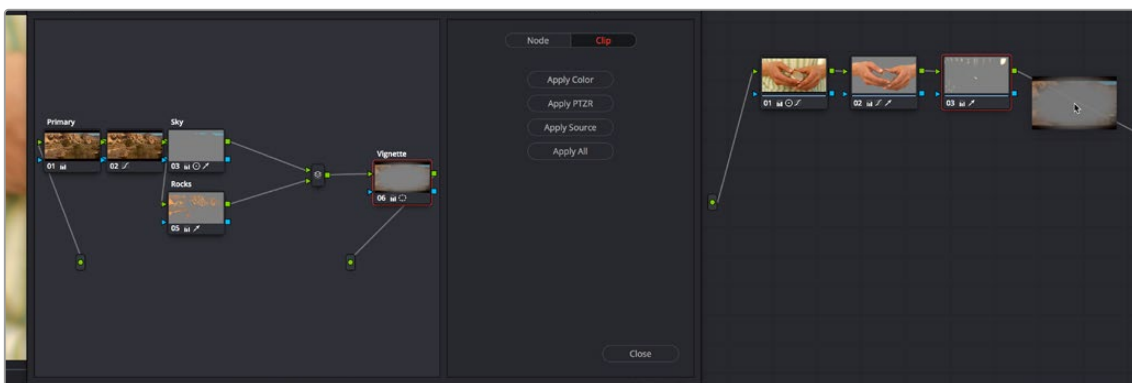 Node Clip
Apply Color
Apply PTZR
Apply Source
Apply All
Close
Primary
Sky
01
02
03
Rocks
05
Vignette
06
01
02
03